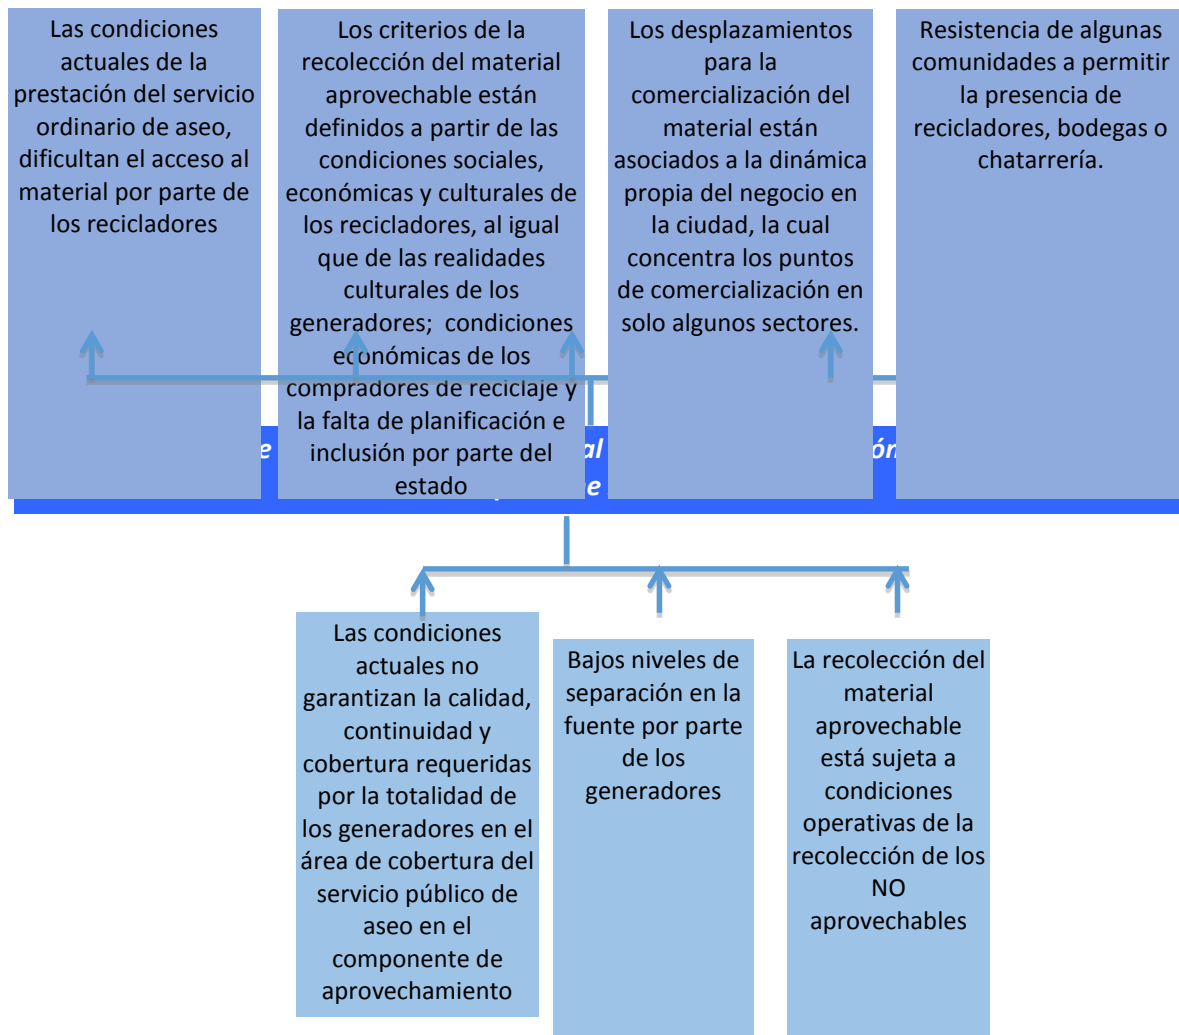 Las condiciones
actuales de la
prestación del servicio
ordinario de aseo,
dificultan el acceso al
material por parte de
los recicladores
Los criterios de la
recolección del material
aprovechable están
definidos a partir de las
condiciones sociales,
económicas y culturales de
los recicladores, al igual
que de las realidades
culturales de los
generadores; condiciones
económicas de los
compradores de reciclaje y
la falta de planificación e
inclusión por parte del
estado
Los desplazamientos
para la
comercialización del
material están
asociados a la dinámica
propia del negocio en
la ciudad, la cual
concentra los puntos
de comercialización en
solo algunos sectores.
Resistencia de algunas
comunidades a permitir
la presencia de
recicladores, bodegas o
chatarrería.
Las condiciones
actuales no
garantizan la calidad,
continuidad y
cobertura requeridas
por la totalidad de
los generadores en el
área de cobertura del
servicio público de
aseo en el
componente de
aprovechamiento
Bajos niveles de
separación en la
fuente por parte
de los
generadores
La recolección del
material
aprovechable
está sujeta a
condiciones
operativas de la
recolección de los
NO
aprovechables